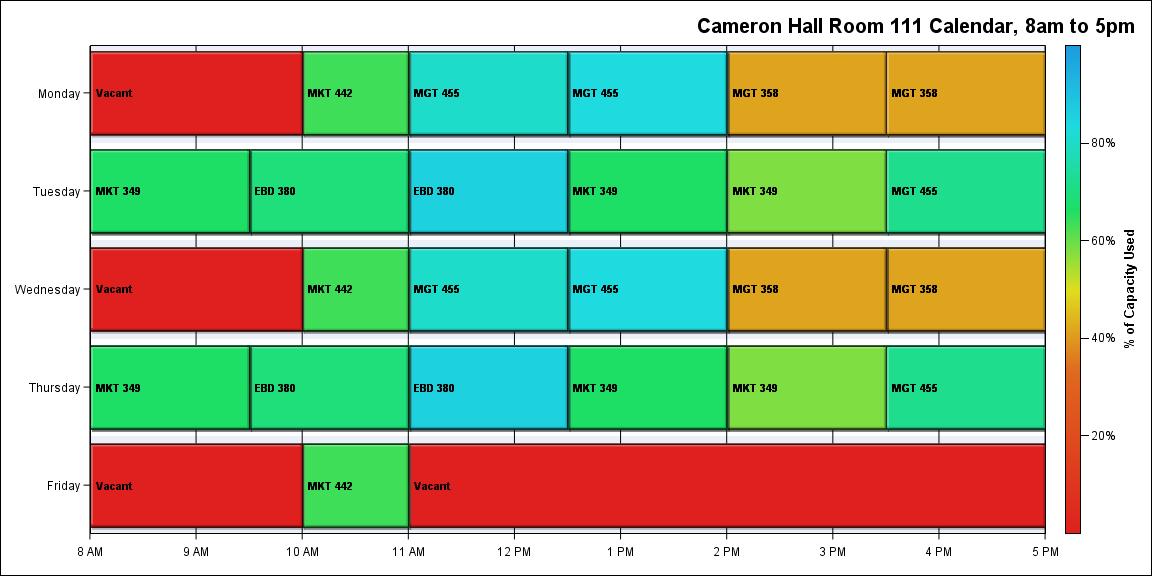 Cameron Hall Room 111 Calendar, 8am to 5pm
Monday
Vacant
MKT 442
MGT 455
MGT 455
MGT 358
MGT 358
Tuesday
MKT 349
EBD 380
EBD 380
MKT 349
MKT 349
MGT 455
Wednesday
Vacant
MKT 442
MGT 455
MGT 455
MGT 358
MGT 358
Thursday
MKT 349
EBD 380
EBD 380
MKT 349
MKT 349
MGT 455
Friday
Vacant
MKT 442
Vacant
8 AM
9 AM
10 AM
11 AM
12 PM
1 PM
2 PM
3 PM
4 PM
5 PM
80%
60%
40%
20%
% of Capacity Used